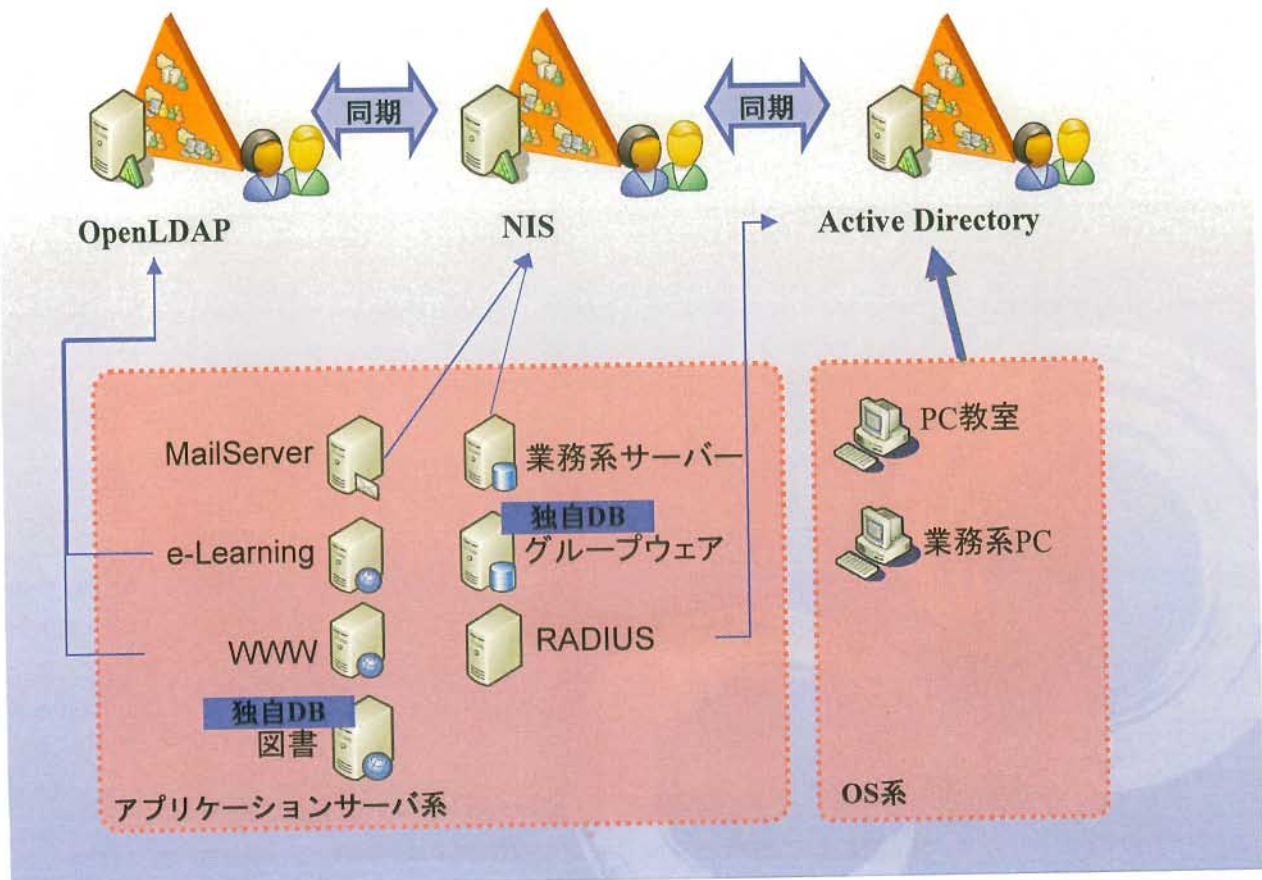 同期
同期
OpenLDAP
NIS
Active Directory
MailServer
業務系サーバー
独自DB
グループウェア
e-Learning
WWW
RADIUS
独自DB
図書
アプリケーションサーバ系
PC教室
業務系PC
OS系